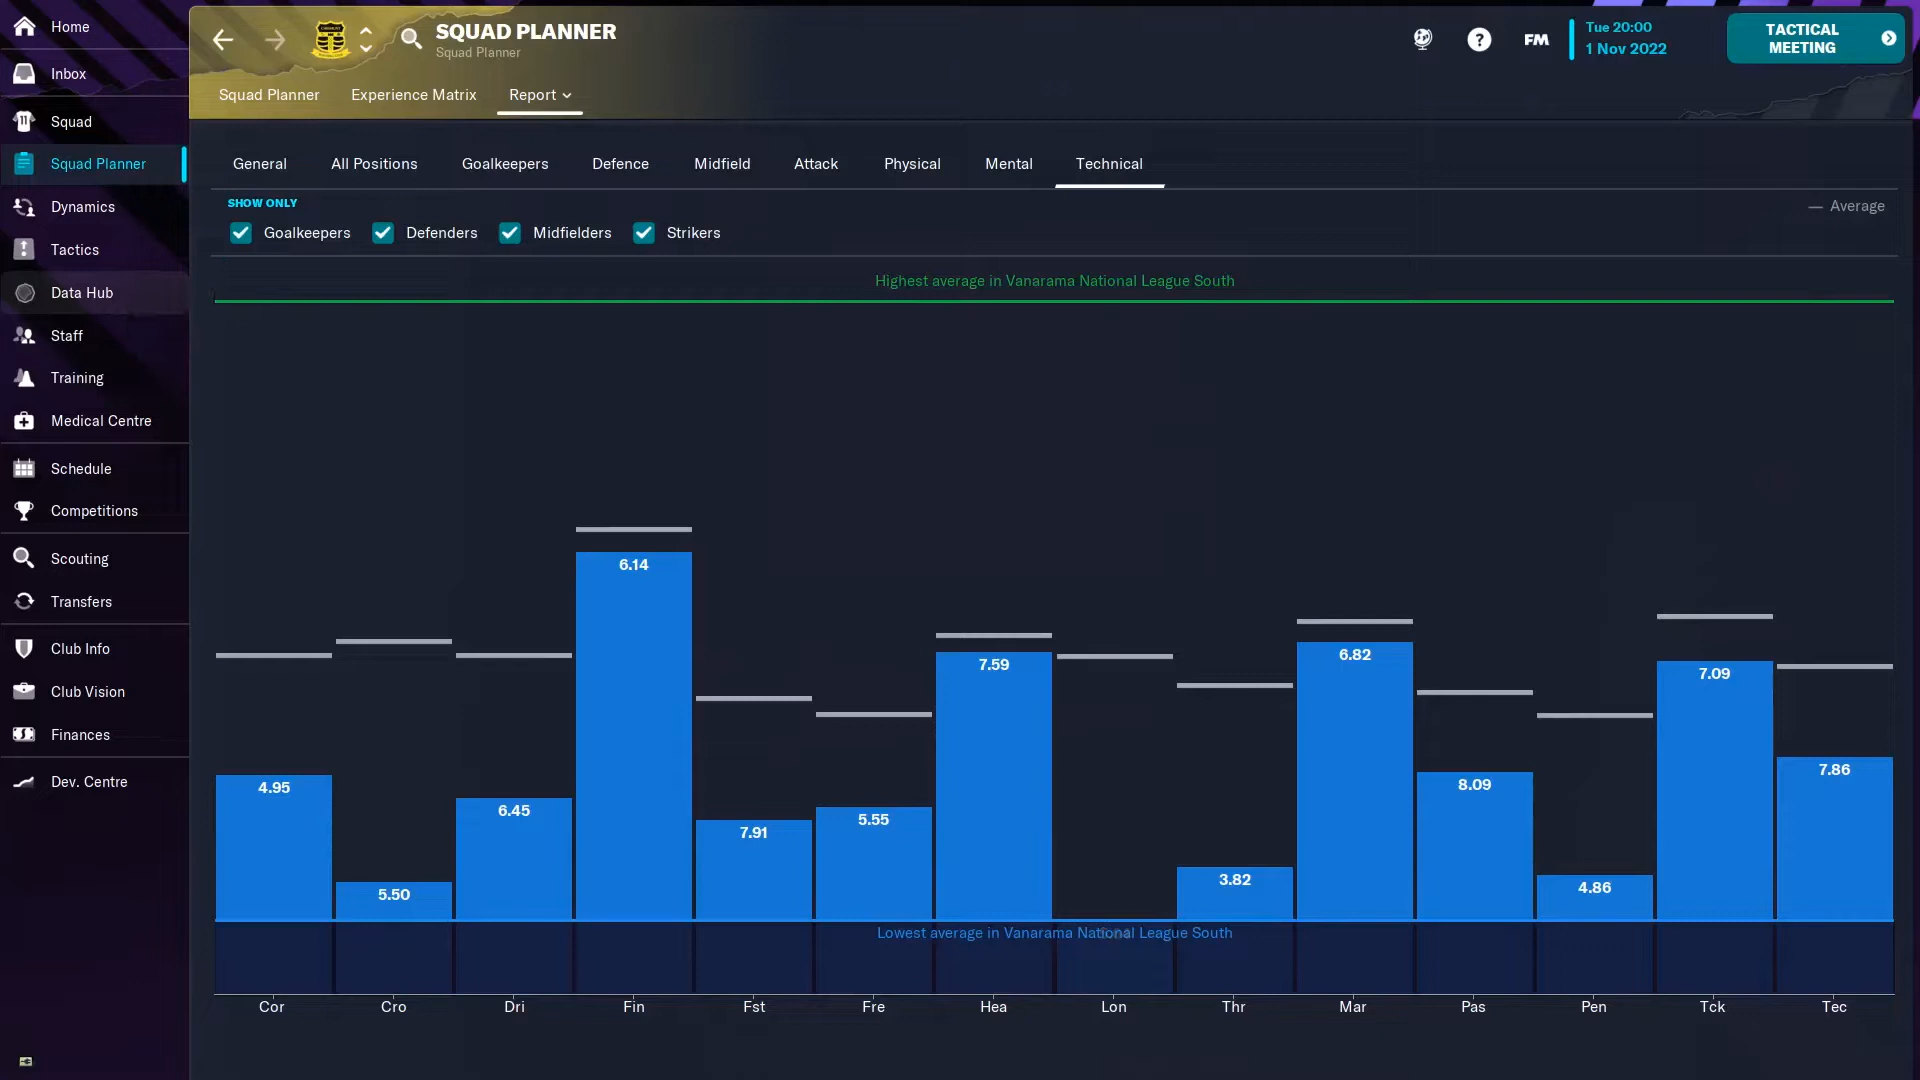 Home
Inbox
Squad
Squad Planner
Dynamics
Tactics
Data Hub
Staff
Training
Medical Centre
Schedule
Competitions
Scouting
Transfers
Club Info
Club Vision
Finances
Dev. Centre
SQUAD PLANNER
Squad Planner
?
FM
Tue 20:00
1 Nov 2022
TACTICAL
MEETING
Squad Planner Experience Matrix Report
General All Positions Goalkeepers Defence Midfield Attack Physical Mental Technical
SHOW ONLY
Average
Goalkeepers Defenders Midfielders Strikers
Highest average in Vanarama National League South
6.14
6.82
7.59
7.09
7.86
8.09
4.95
6.45
5.55
7.91
3.82
4.86
5.50
Lowest average in Vanarama National League South
Cor Cro Dri Fin Fst Fre Hea Lon Thr Mar Pas Pen Tck Tec